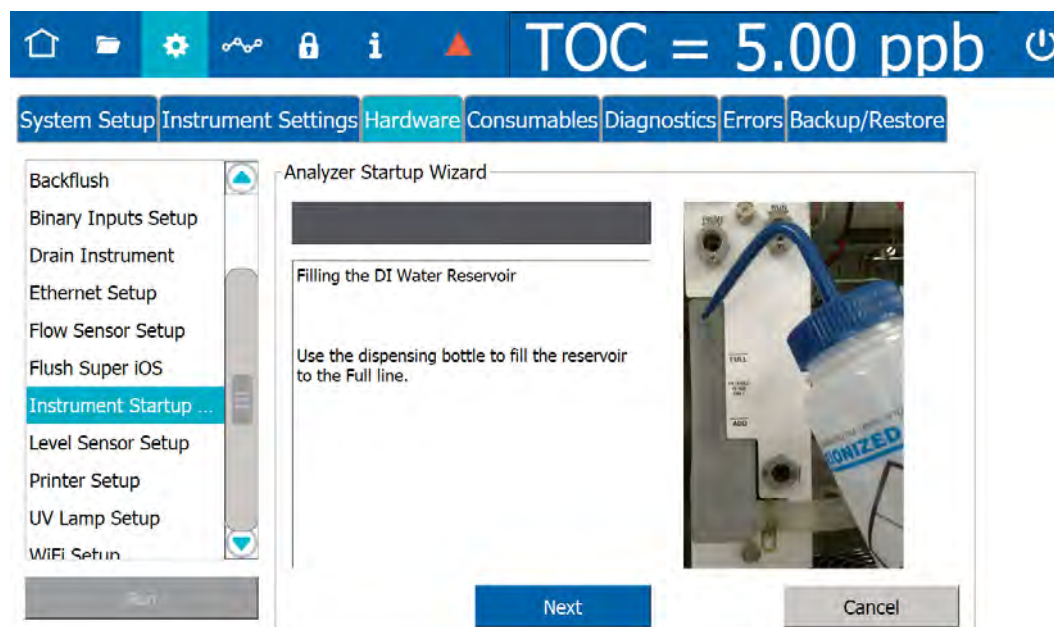 TOC = 5.00 ppb
System Setup Instrument Settings Hardware Consumables Diagnostics Errors Backup/Restore
Backflush
Binary Inputs Setup
Drain Instrument
Ethernet Setup
Flow Sensor Setup
Flush Super iOS
Instrument Startup ...
Level Sensor Setup
Printer Setup
UV Lamp Setup
WiFi Setup
Run
Analyzer Startup Wizard
Filling the DI Water Reservoir
Use the dispensing bottle to fill the reservoir
to the Full line.
FULL
ADD
IONIZED
Next
Cancel